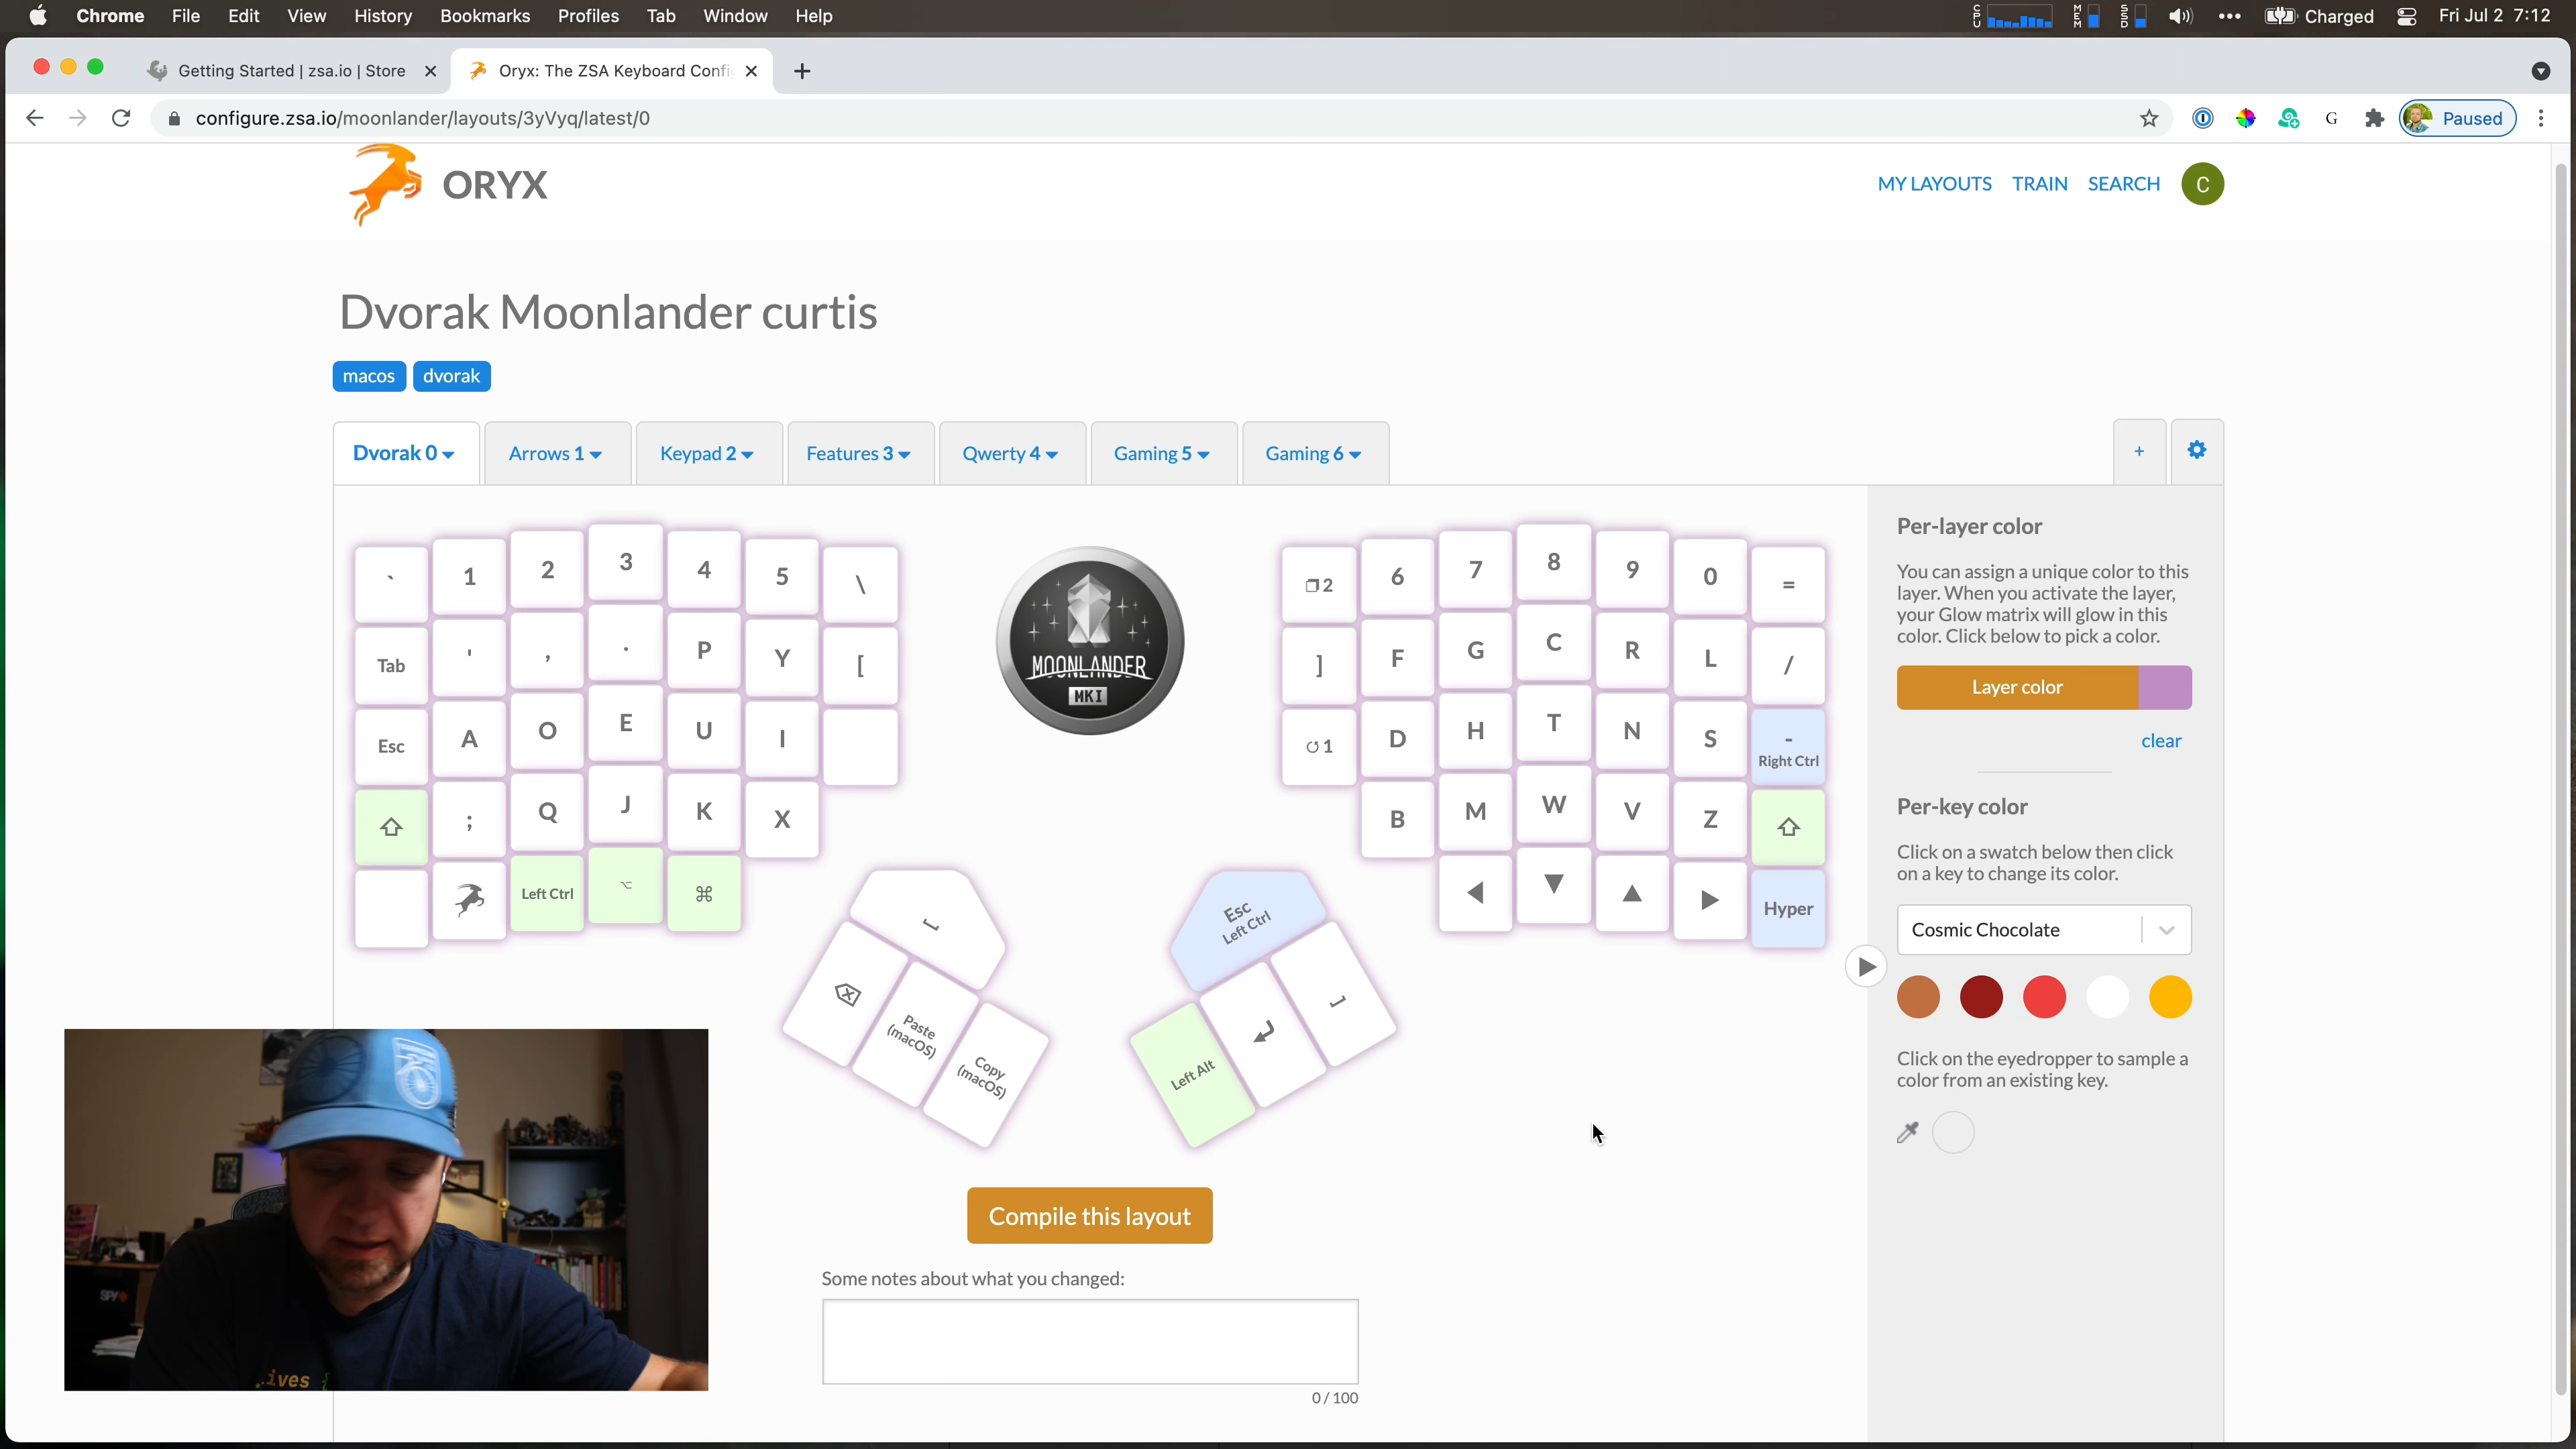 Chrome File Edit View History Bookmarks Profiles Tab Window Help
CPU MEM SSD ••• Charged Fri Jul 2 7:12
Getting Started | zsa.io | Store
Oryx: The ZSA Keyboard Confi
configure.zsa.io/moonlander/layouts/3yVyq/latest/0
G Paused
ORYX
MY LAYOUTS TRAIN SEARCH C
Dvorak Moonlander curtis
macos dvorak
Dvorak 0 Arrows 1 Keypad 2 Features 3 Qwerty 4 Gaming 5 Gaming 6 +
` 1 2 3 4 5 \
Tab ' , . P Y [
Esc A O E U I
; Q J K X
Left Ctrl ⌥ ⌘
Paste
(macOS)
Copy
(macOS)
MOONLANDER
MKI
2 6 7 8 9 0 =
] F G C R L /
1 D H T N S -
Right Ctrl
B M W V Z
Hyper
Esc
Left Ctrl
Left Alt
Compile this layout
Some notes about what you changed:
0 / 100
Per-layer color
You can assign a unique color to this
layer. When you activate the layer,
your Glow matrix will glow in this
color. Click below to pick a color.
Layer color
clear
Per-key color
Click on a swatch below then click
on a key to change its color.
Cosmic Chocolate
Click on the eyedropper to sample a
color from an existing key.
SPY
ives {